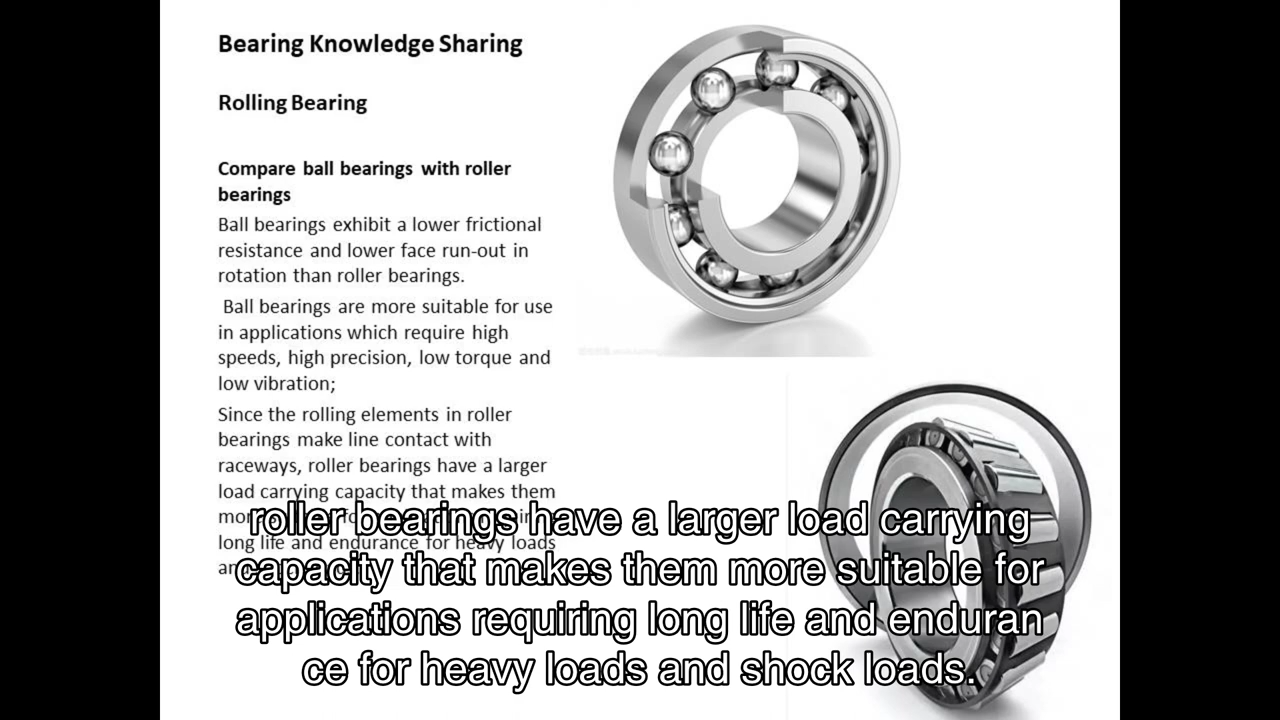 Bearing Knowledge Sharing
Rolling Bearing
Compare ball bearings with roller
bearings
Ball bearings exhibit a lower frictional
resistance and lower face run-out in
rotation than roller bearings.
Ball bearings are more suitable for use
in applications which require high
speeds, high precision, low torque and
low vibration;
Since the rolling elements in roller
bearings make line contact with
raceways, roller bearings have a larger
load carrying capacity that makes them
long life and endurance for heavy loads
roller bearings have a larger load carrying
capacity that makes them more suitable for
applications requiring long life and enduran
ce for heavy loads and shock loads.